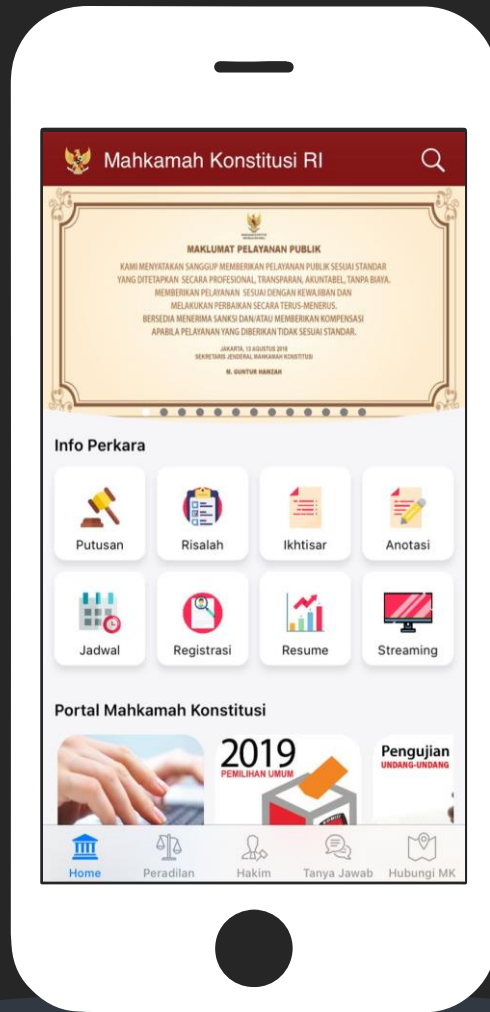 Mahkamah Konstitusi RI
MAKLUMAT PELAYANAN PUBLIK
KAMI MENYATAKAN SANGGUP MEMBERIKAN PELAYANAN PUBLIK SESUAI STANDAR
YANG DITETAPKAN SECARA PROFESIONAL, TRANSPARAN, AKUNTABEL, TANPA BIAYA.
MEMBERIKAN PELAYANAN SESUAI DENGAN KEWAJIBAN DAN
MELAKUKAN PERBAIKAN SECARA TERUS-MENERUS.
BERSEDIA MENERIMA SANKSI DAN/ATAU MEMBERIKAN KOMPENSASI
APABILA PELAYANAN YANG DIBERIKAN TIDAK SESUAI STANDAR.
JAKARTA, 13 AGUSTUS 2018
SEKRETARIS JENDERAL MAHKAMAH KONSTITUSI
M. GUNTUR HAMZAH
Info Perkara
Putusan Risalah Ikhtisar Anotasi
Jadwal Registrasi Resume Streaming
Portal Mahkamah Konstitusi
2019
PEMILIHAN UMUM
Pengujian
UNDANG-UNDANG
Home Peradilan Hakim Tanya Jawab Hubungi MK